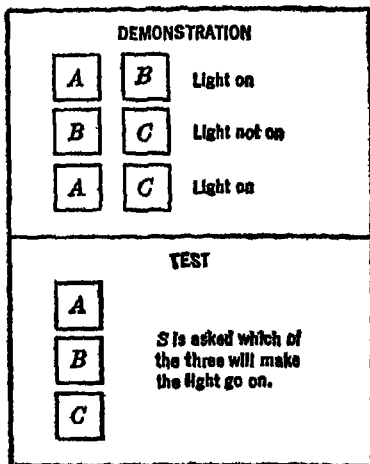 DEMONSTRATION
A B Light on
B C Light not on
A C Light on
TEST
A
B
C
S is asked which of
the three will make
the light go on.